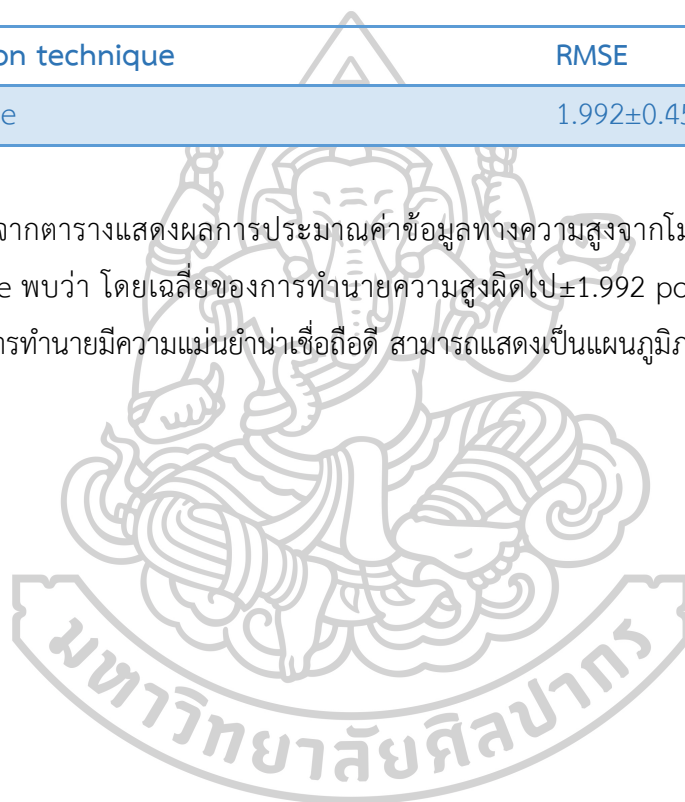 on technique RMSE
e 1.992±0.45
จากตารางแสดงผลการประมาณค่าข้อมูลทางความสูงจากโม
e พบว่า โดยเฉลี่ยของการทำนายความสูงผิดไป±1.992 po
ารทำนายมีความแม่นยำน่าเชื่อถือดี สามารถแสดงเป็นแผนภูมิภ
มหาวิทยาลัยศิลปากร